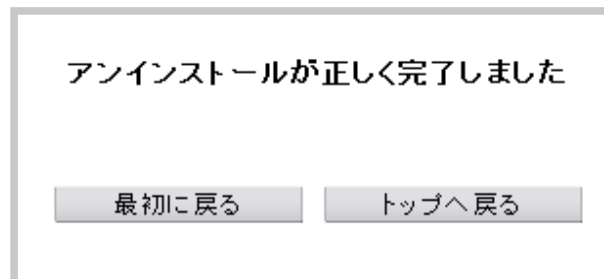 アンインストールが正しく完了しました
最初に戻る
トップへ戻る